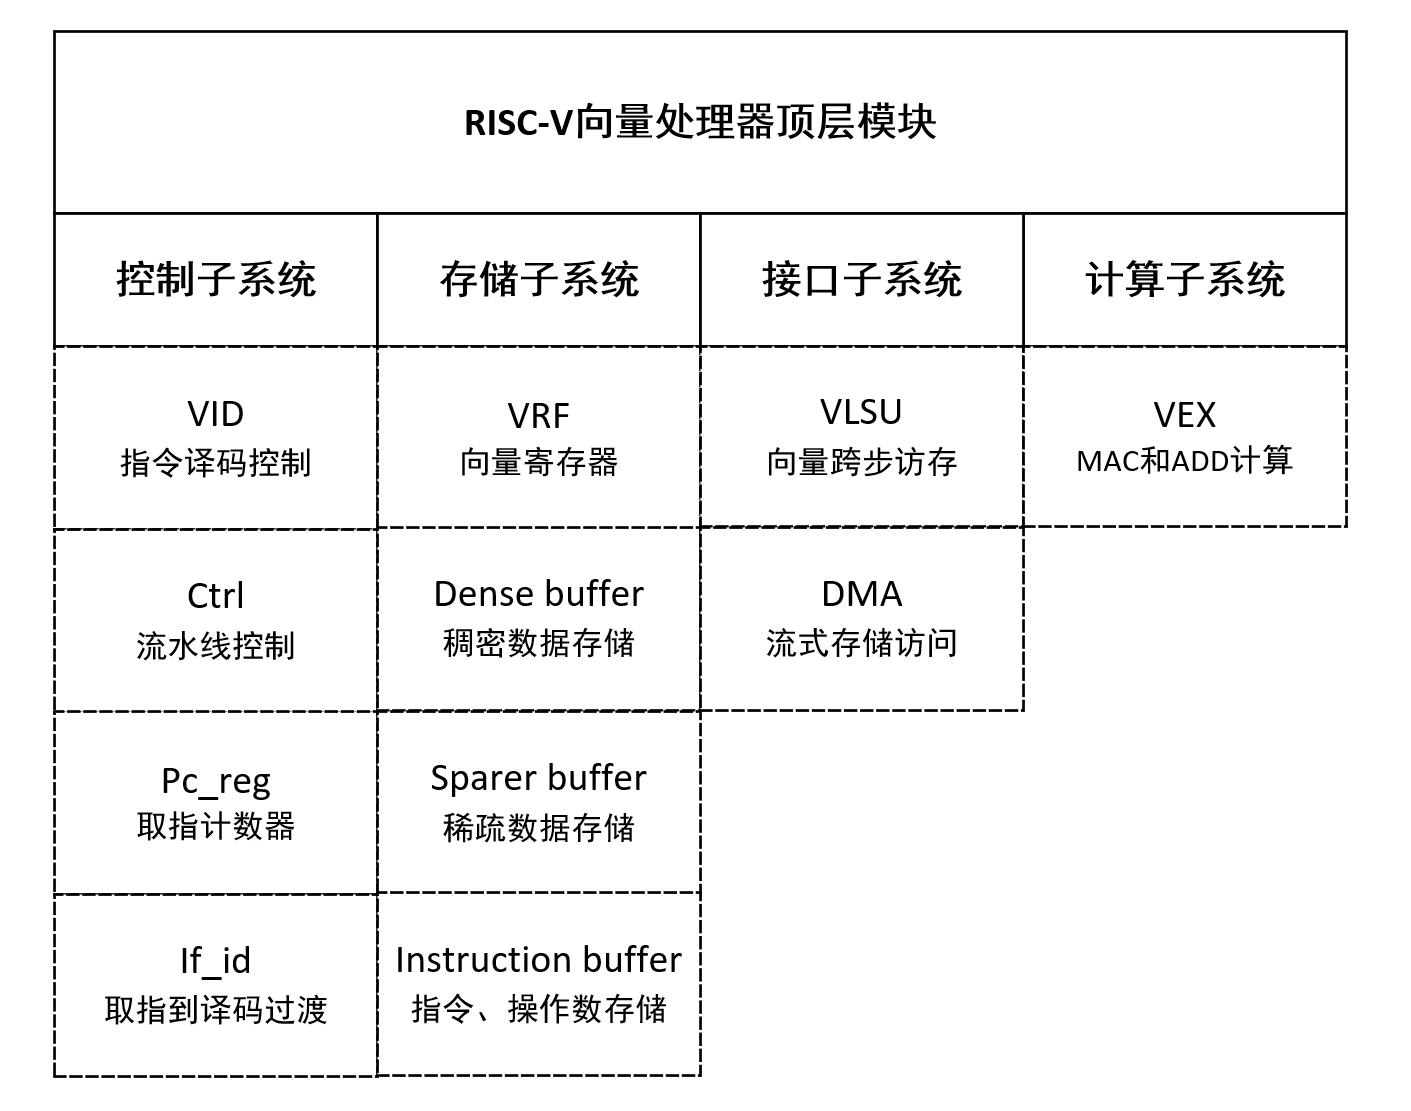 RISC-V向量处理器顶层模块
控制子系统
存储子系统
接口子系统
计算子系统
VID
指令译码控制
VRF
向量寄存器
VLSU
向量跨步访存
VEX
MAC和ADD计算
Ctrl
流水线控制
Dense buffer
稠密数据存储
DMA
流式存储访问
Pc_reg
取指计数器
Sparer buffer
稀疏数据存储
If_id
取指到译码过渡
Instruction buffer
指令、操作数存储